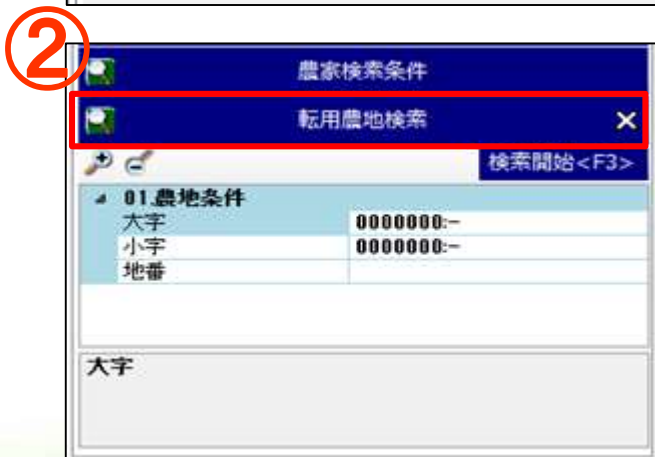 ②
農家検索条件
転用農地検索 ×
検索開始<F3>
01.農地条件
大字 0000000:-
小字 0000000:-
地番
大字